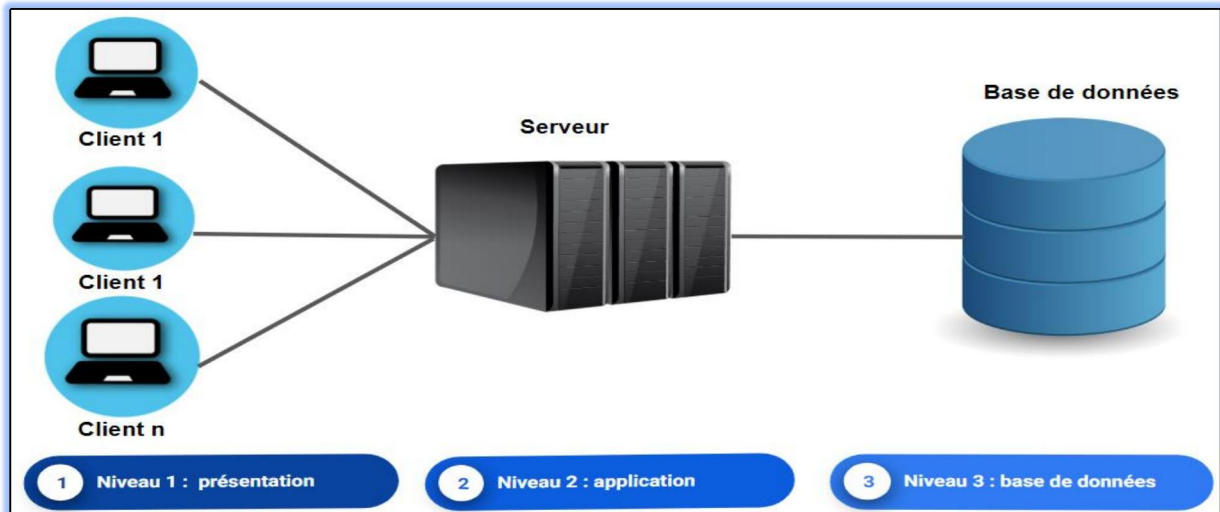 Client 1
Client 1
Client n
Serveur
Base de données
1 Niveau 1 : présentation
2 Niveau 2 : application
3 Niveau 3 : base de données